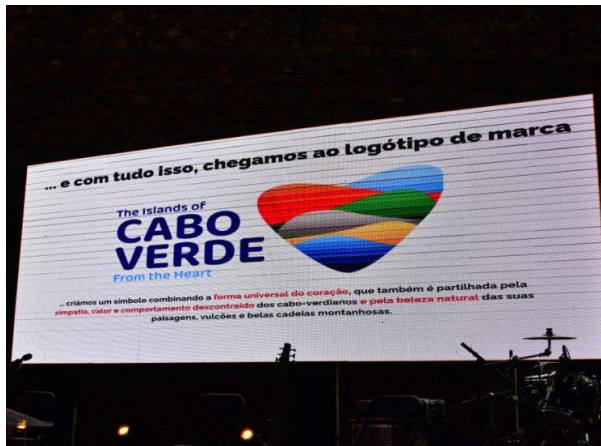 ... e com tudo isso, chegamos ao logótipo de marca
The Islands of
CABO
VERDE
From the Heart
... criámos um símbolo combinando a forma universal do coração, que também é partilhada pela
simpatia, calor e comportamento descontraído dos cabo-verdianos e pela beleza natural das suas
paisagens, vulcões e belas cadeias montanhosas.